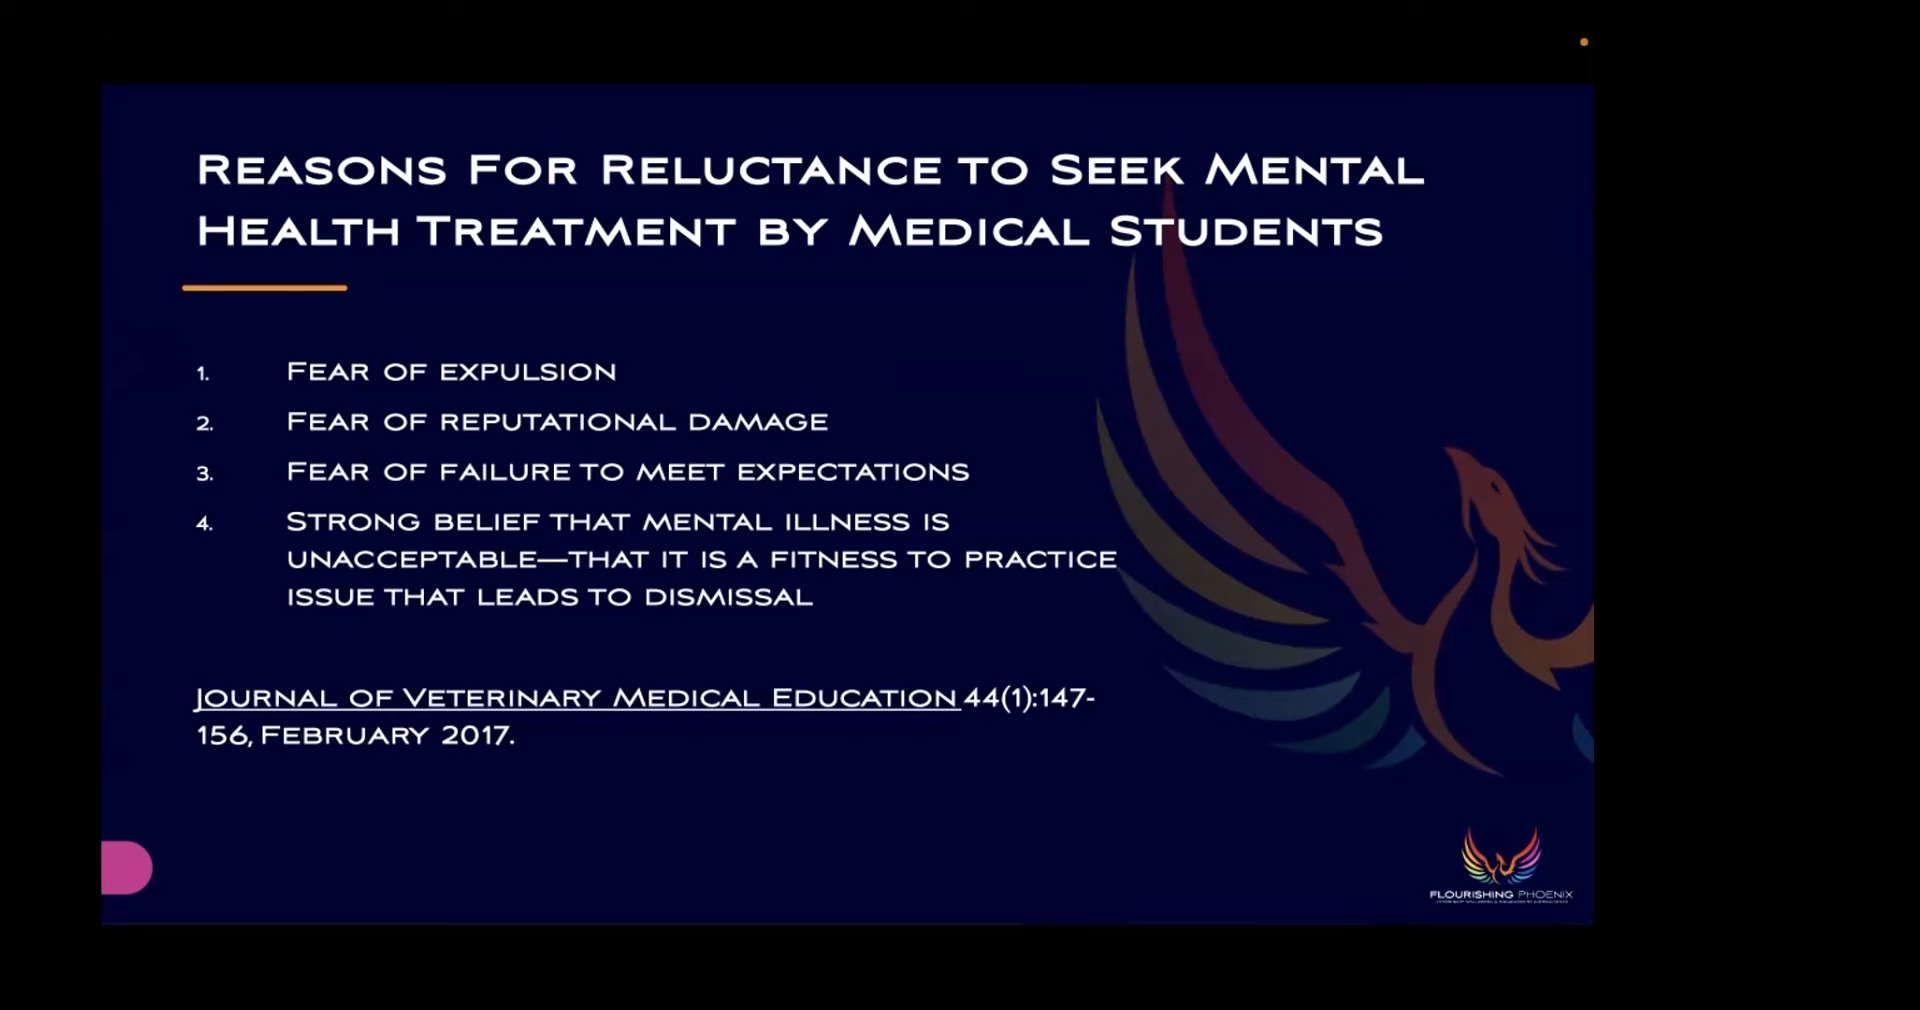 Reasons For Reluctance to Seek Mental
Health Treatment by Medical Students
1. Fear of expulsion
2. Fear of reputational damage
3. Fear of failure to meet expectations
4. Strong belief that mental illness is
unacceptable—that it is a fitness to practice
issue that leads to dismissal
Journal of Veterinary Medical Education 44(1):147-
156, February 2017.
FLOURISHING PHOENIX